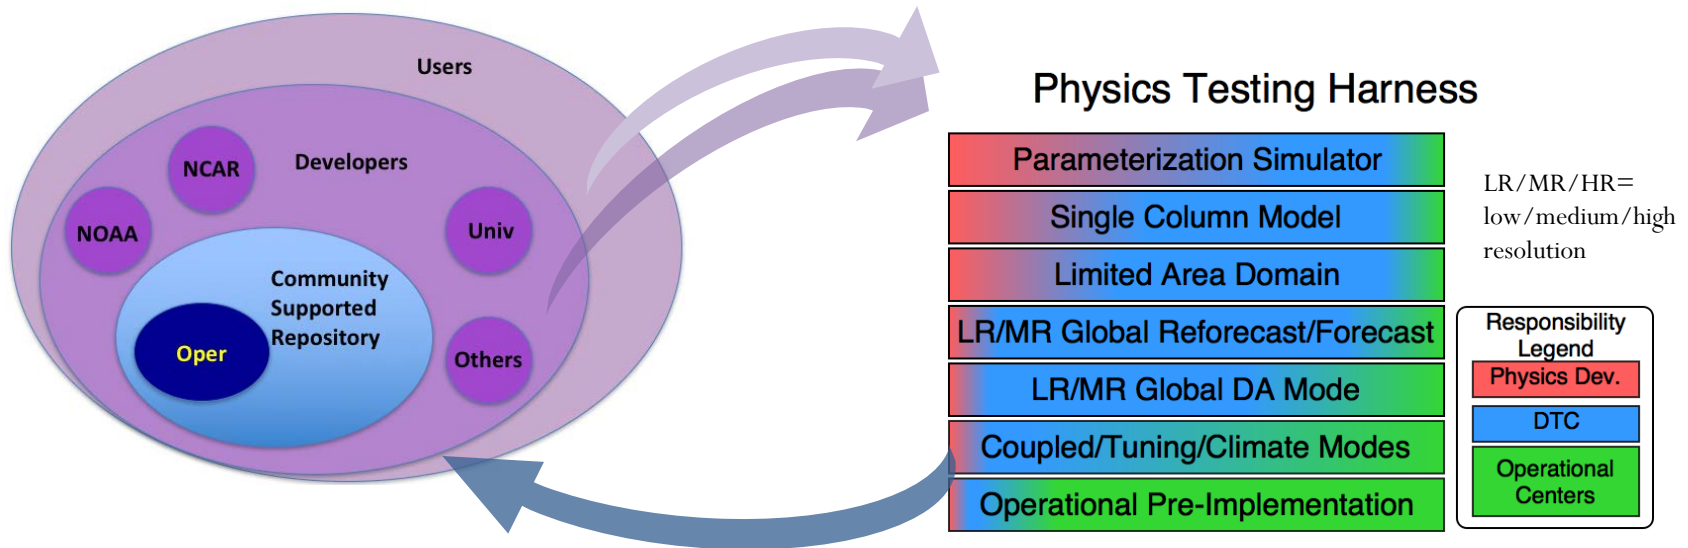 Users
Developers
NCAR
NOAA
Univ
Community
Supported
Repository
Oper
Others
Physics Testing Harness
Parameterization Simulator
Single Column Model
Limited Area Domain
LR/MR Global Reforecast/Forecast
LR/MR Global DA Mode
Coupled/Tuning/Climate Modes
Operational Pre-Implementation
LR/MR/HR=
low/medium/high
resolution
Responsibility
Legend
Physics Dev.
DTC
Operational
Centers